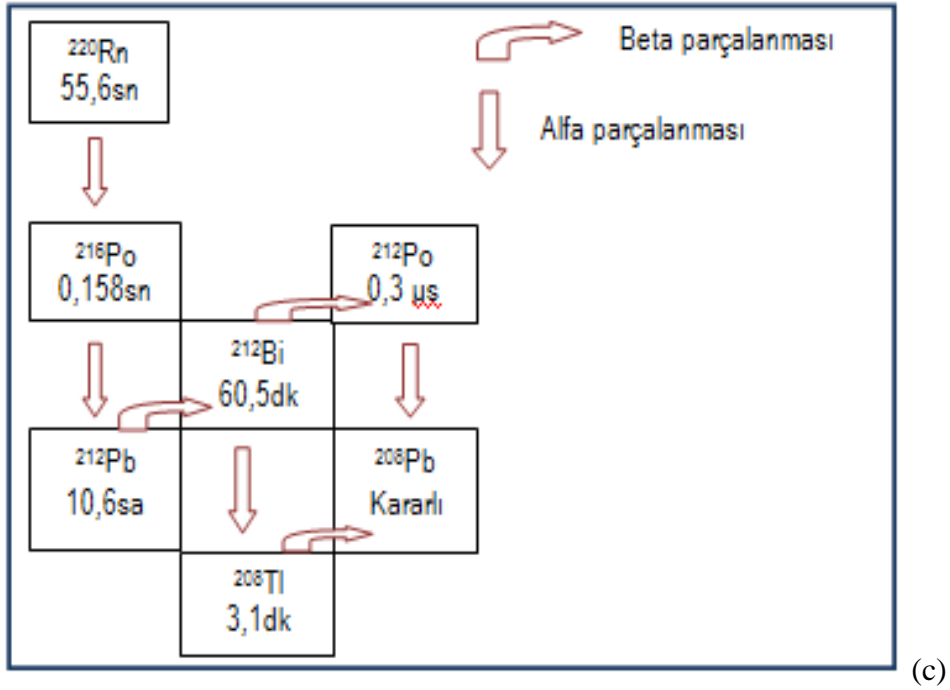 ²²⁰Rn
55,6sn
Beta parçalanması
Alfa parçalanması
²¹⁶Po
0,158sn
²¹²Po
0,3 µs
²¹²Bi
60,5dk
²¹²Pb
10,6sa
²⁰⁸Pb
Kararlı
²⁰⁸Tl
3,1dk
(c)